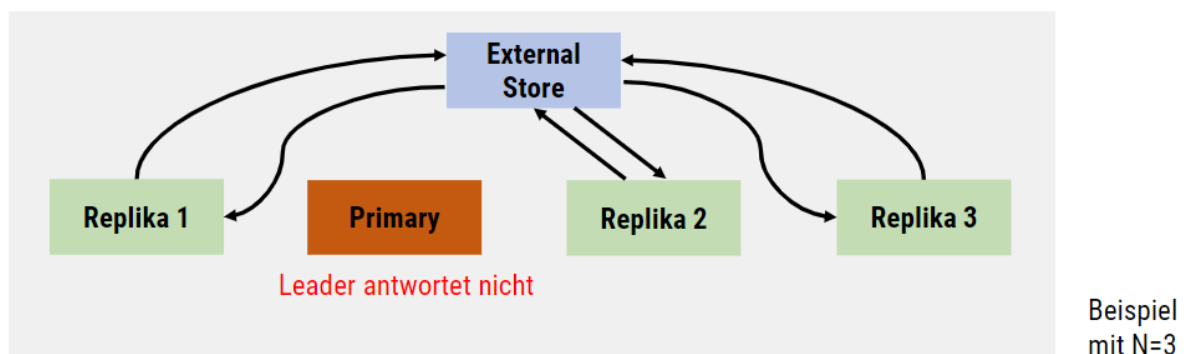 External
Store
Replika 1
Primary
Replika 2
Replika 3
Leader antwortet nicht
Beispiel
mit N=3